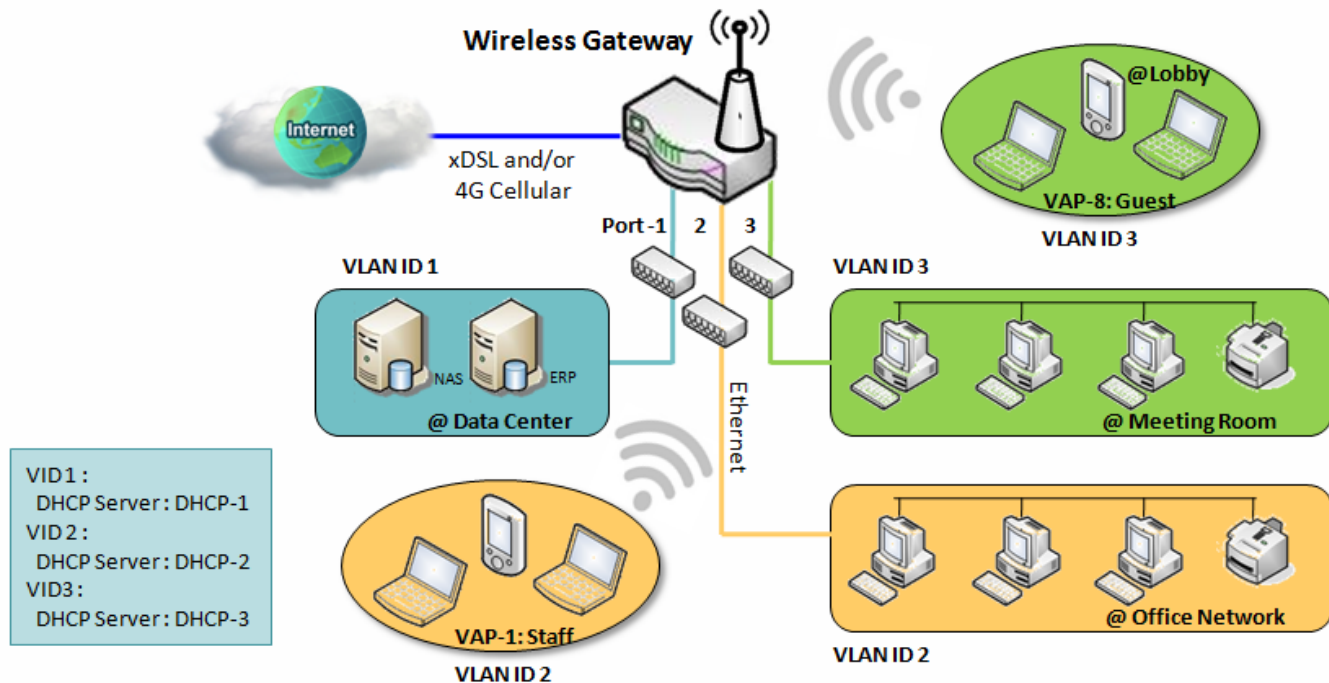 Wireless Gateway
Internet
xDSL and/or
4G Cellular
@Lobby
VAP-8: Guest
VLAN ID 3
Port -1
2
3
VLAN ID 1
NAS
ERP
@ Data Center
VLAN ID 3
@ Meeting Room
Ethernet
VID1 :
DHCP Server : DHCP-1
VID2 :
DHCP Server : DHCP-2
VID3 :
DHCP Server : DHCP-3
VAP-1: Staff
VLAN ID 2
@ Office Network
VLAN ID 2